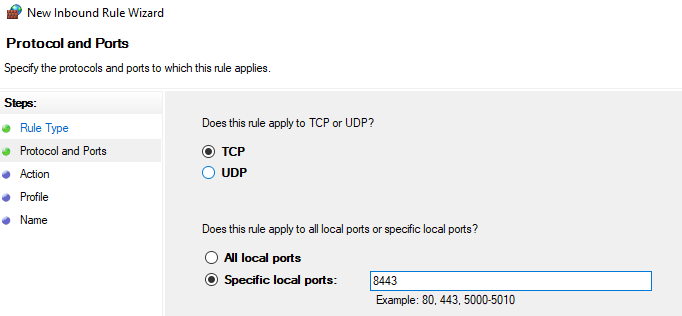 New Inbound Rule Wizard
Protocol and Ports
Specify the protocols and ports to which this rule applies.
Steps:
Rule Type
Protocol and Ports
Action
Profile
Name
Does this rule apply to TCP or UDP?
TCP
UDP
Does this rule apply to all local ports or specific local ports?
All local ports
Specific local ports:
8443
Example: 80, 443, 5000-5010